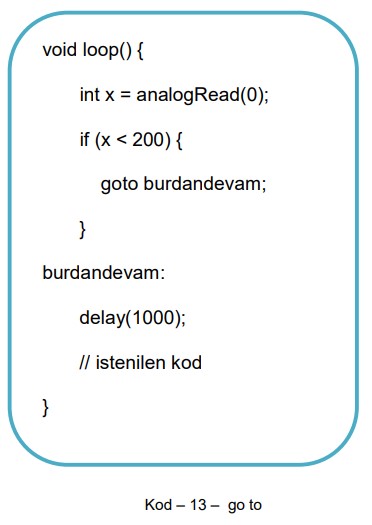 void loop() {
int x = analogRead(0);
if (x < 200) {
goto burdandevam;
}
burdandevam:
delay(1000);
// istenilen kod
}
Kod – 13 – go to